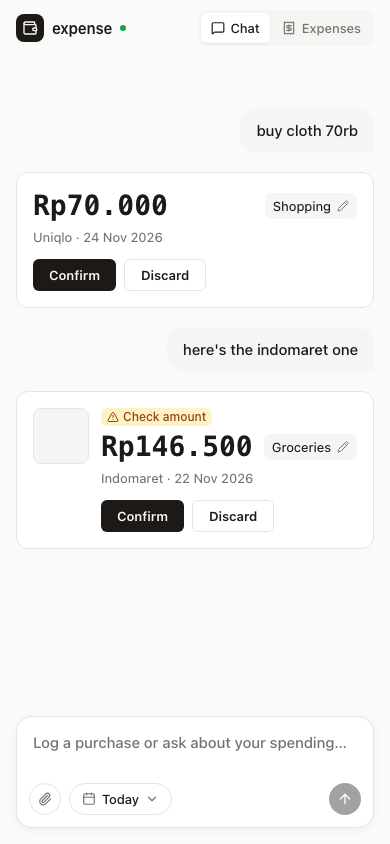 expense
Chat
Expenses
buy cloth 70rb
Rp70.000
Shopping
Uniqlo · 24 Nov 2026
Confirm
Discard
here's the indomaret one
Check amount
Rp146.500
Groceries
Indomaret · 22 Nov 2026
Confirm
Discard
Log a purchase or ask about your spending...
Today